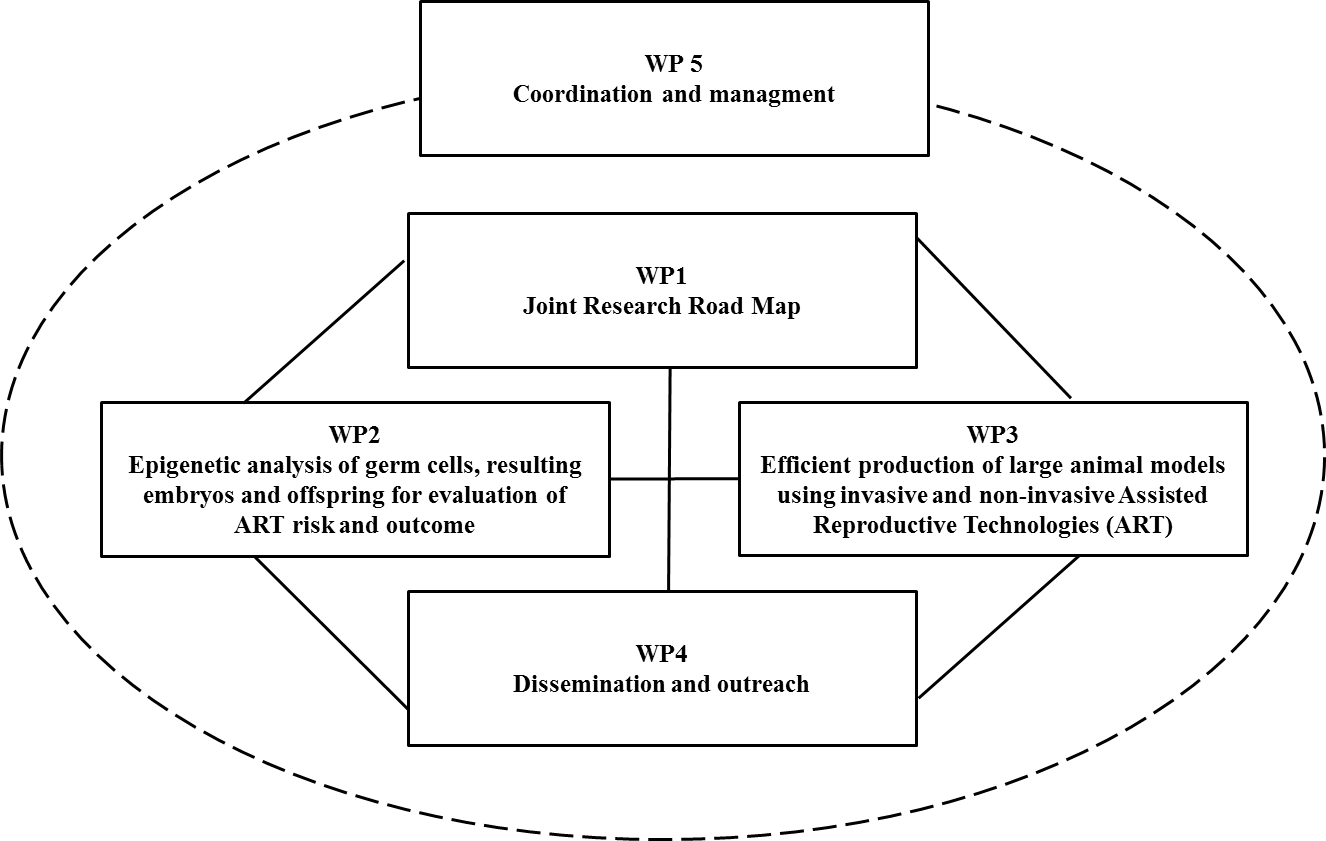 WP 5
Coordination and managment
WP1
Joint Research Road Map
WP2
Epigenetic analysis of germ cells, resulting
embryos and offspring for evaluation of
ART risk and outcome
WP3
Efficient production of large animal models
using invasive and non-invasive Assisted
Reproductive Technologies (ART)
WP4
Dissemination and outreach